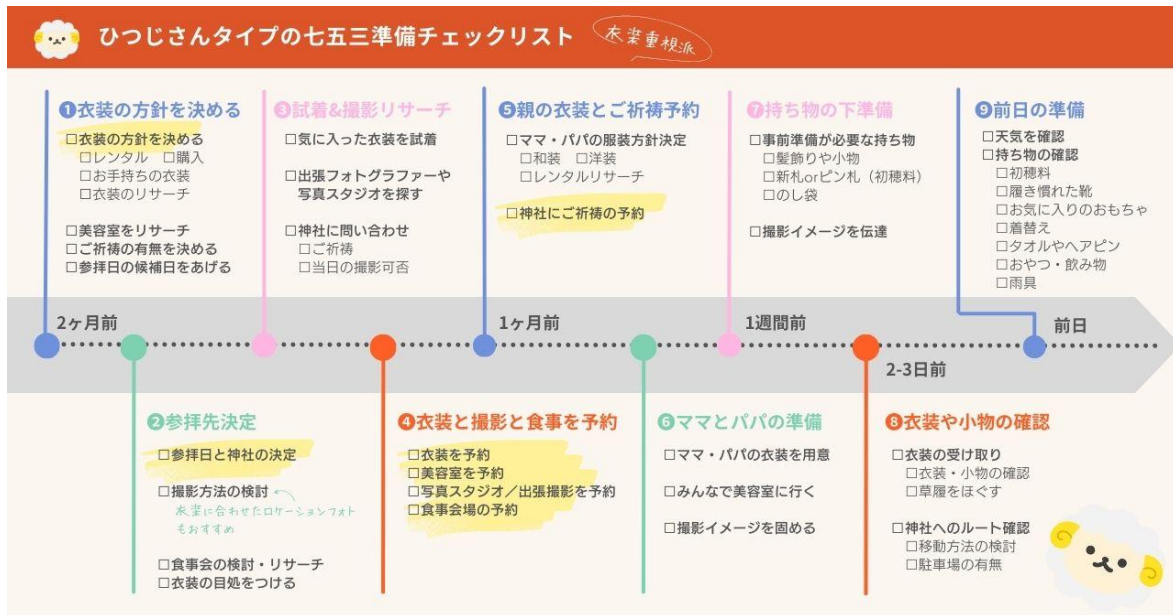 ひつじさんタイプの七五三準備チェックリスト
衣装重視派
❶衣装の方針を決める
□衣装の方針を決める
□レンタル □購入
□お手持ちの衣装
□衣装のリサーチ
□美容室をリサーチ
□ご祈祷の有無を決める
□参拝日の候補日をあげる
❸試着&撮影リサーチ
□気に入った衣装を試着
□出張フォトグラファーや
写真スタジオを探す
□神社に問い合わせ
□ご祈祷
□当日の撮影可否
❺親の衣装とご祈祷予約
□ママ・パパの服装方針決定
□和装 □洋装
□レンタルリサーチ
□神社にご祈祷の予約
❼持ち物の下準備
□事前準備が必要な持ち物
□髪飾りや小物
□新札orピン札（初穂料）
□のし袋
□撮影イメージを伝達
❾前日の準備
□天気を確認
□持ち物の確認
□初穂料
□履き慣れた靴
□お気に入りのおもちゃ
□着替え
□タオルやヘアピン
□おやつ・飲み物
□雨具
2ヶ月前
1ヶ月前
1週間前
2-3日前
前日
❷参拝先決定
□参拝日と神社の決定
□撮影方法の検討
衣装に合わせたロケーションフォト
もおすすめ
□食事会の検討・リサーチ
□衣装の目処をつける
❹衣装と撮影と食事を予約
□衣装を予約
□美容室を予約
□写真スタジオ／出張撮影を予約
□食事会場の予約
❻ママとパパの準備
□ママ・パパの衣装を用意
□みんなで美容室に行く
□撮影イメージを固める
❽衣装や小物の確認
□衣装の受け取り
□衣装・小物の確認
□草履をほぐす
□神社へのルート確認
□移動方法の検討
□駐車場の有無